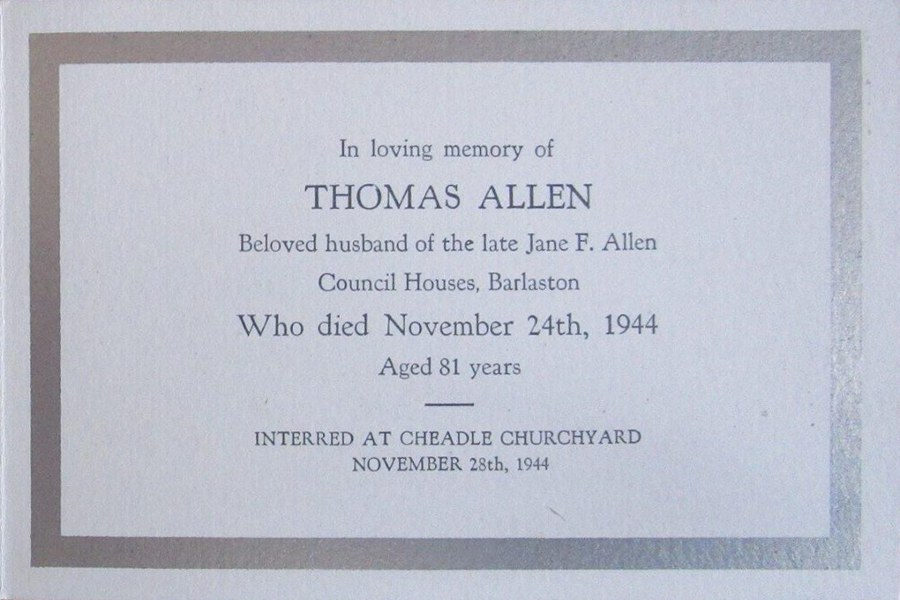 In loving memory of
THOMAS ALLEN
Beloved husband of the late Jane F. Allen
Council Houses, Barlaston
Who died November 24th, 1944
Aged 81 years
INTERRED AT CHEADLE CHURCHYARD
NOVEMBER 28th, 1944